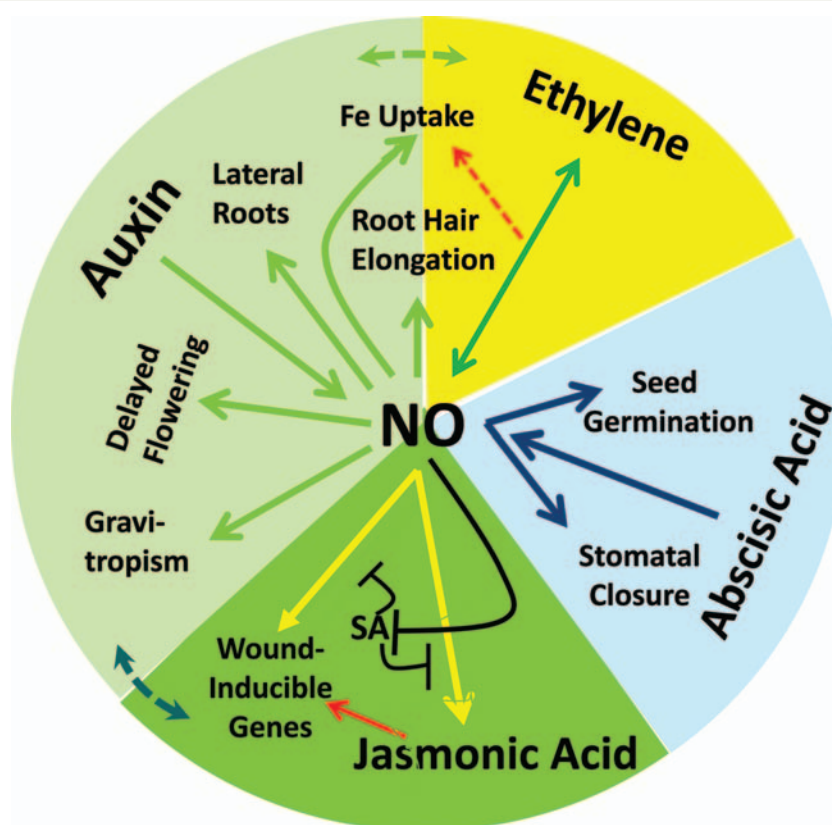 Fe Uptake
Ethylene
Auxin
Lateral
Roots
Root Hair
Elongation
Delayed
Flowering
NO
Seed
Germination
Abscisic Acid
Gravi-
tropism
Stomatal
Closure
SA
Wound-
Inducible
Genes
Jasmonic Acid